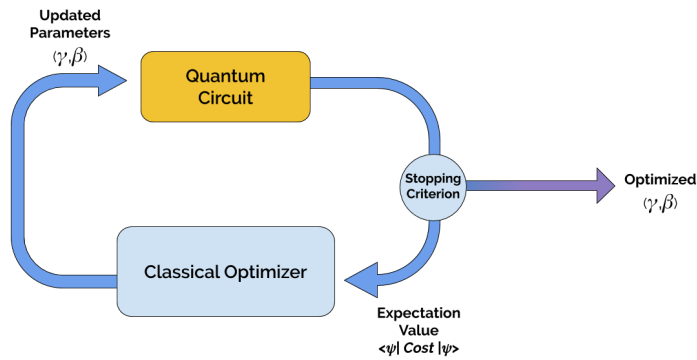 Updated
Parameters
(γ,β)
Quantum
Circuit
Stopping
Criterion
Optimized
(γ,β)
Classical Optimizer
Expectation
Value
<ψ| Cost |ψ>